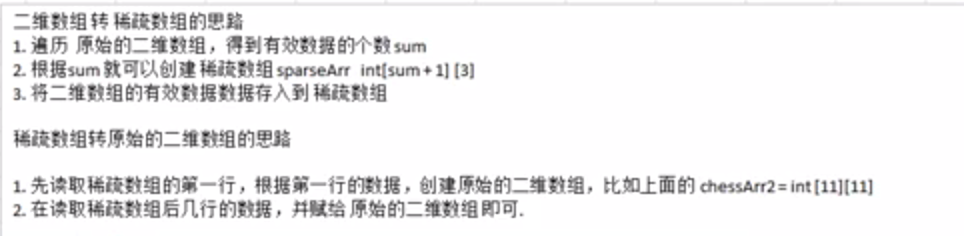 二维数组 转 稀疏数组的思路
1. 遍历 原始的二维数组，得到有效数据的个数 sum
2. 根据sum 就可以创建 稀疏数组 sparseArr int[sum + 1] [3]
3. 将二维数组的有效数据数据存入到 稀疏数组
稀疏数组转原始的二维数组的思路
1. 先读取稀疏数组的第一行，根据第一行的数据，创建原始的二维数组，比如上面的 chessArr2 = int [11][11]
2. 在读取稀疏数组后几行的数据，并赋给 原始的二维数组 即可.